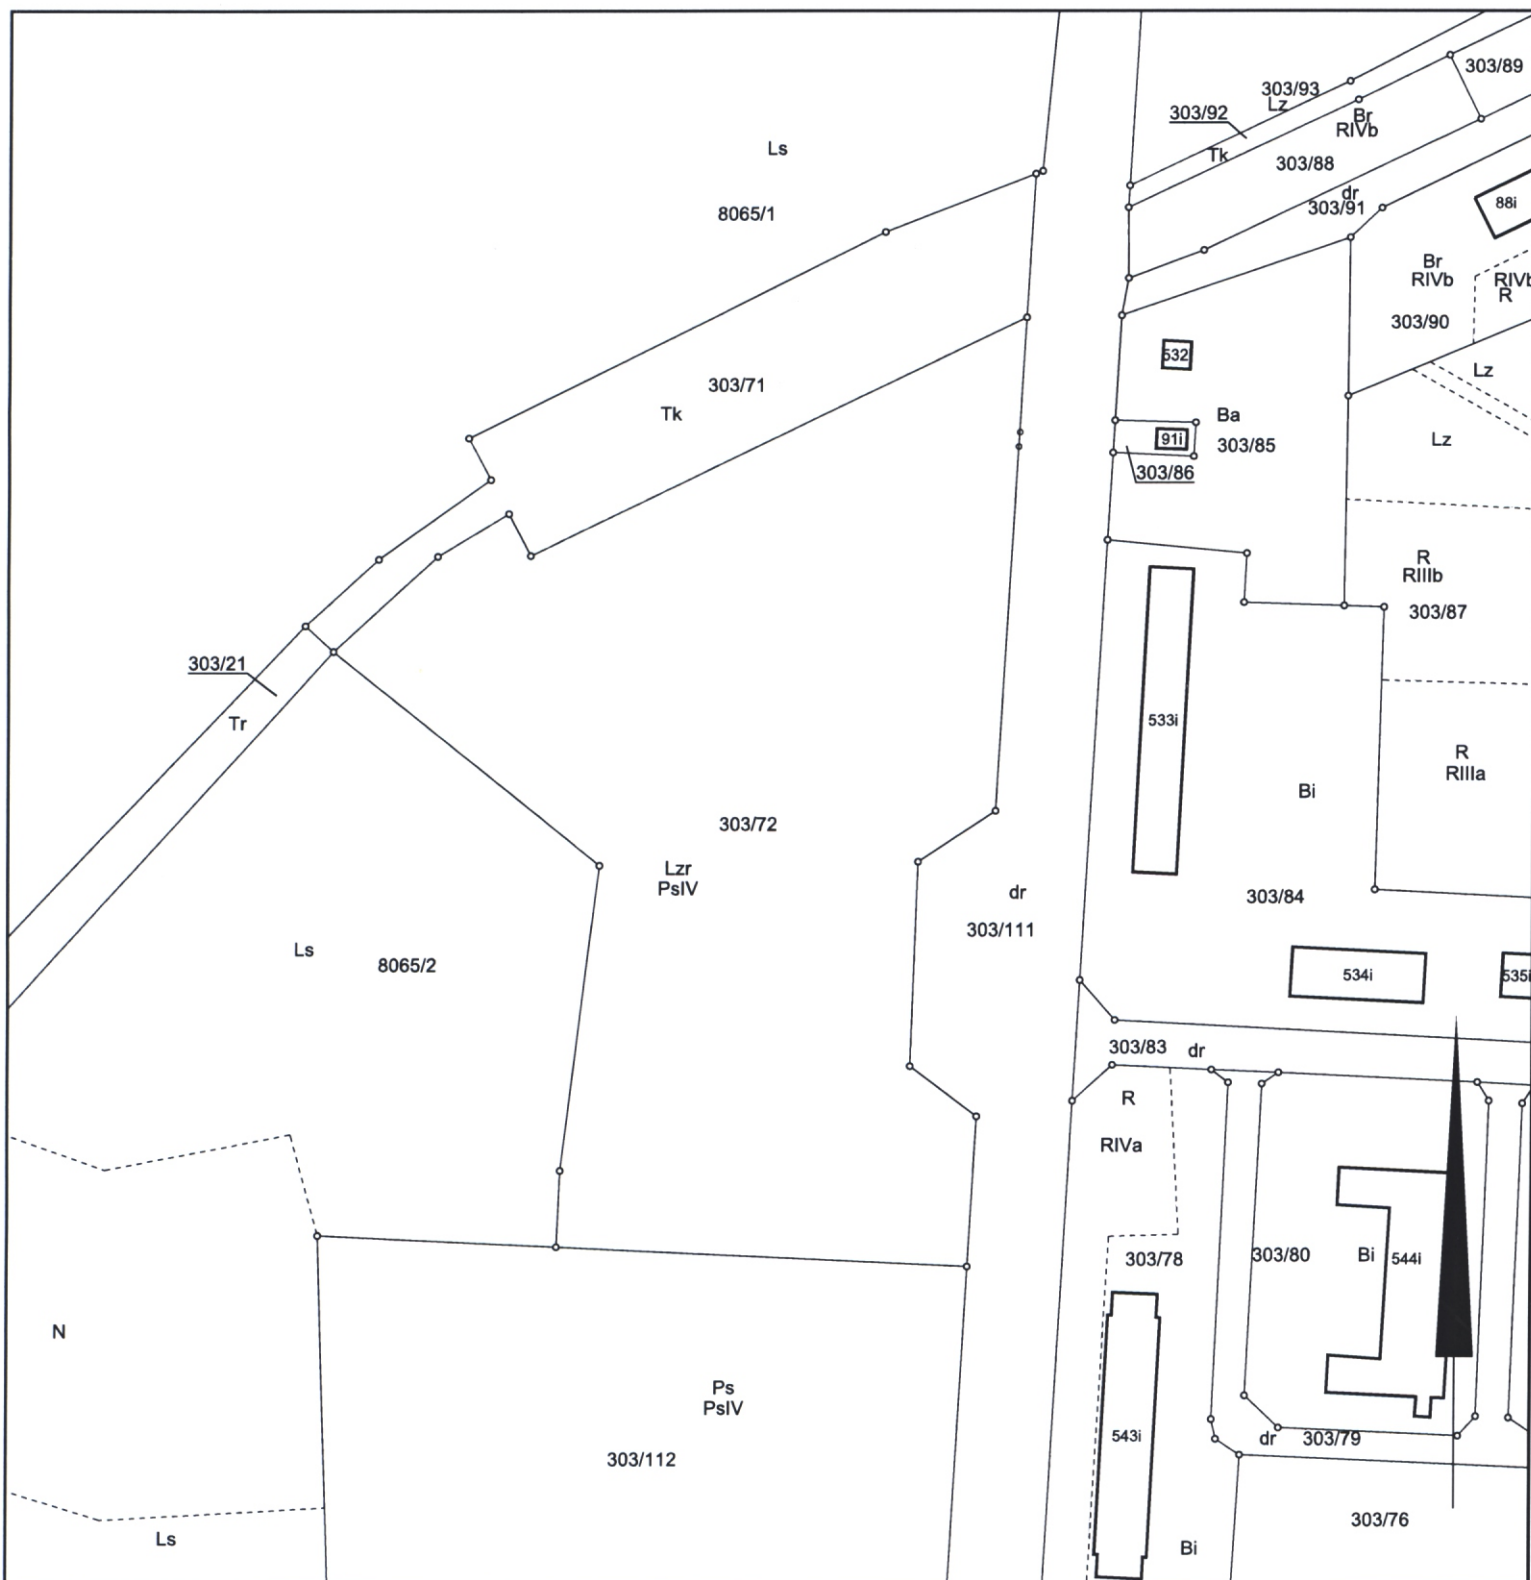 303/89
303/93
Lz
303/92
Br
RIVb
Tk
303/88
Ls
8065/1
dr
303/91
88i
Br
RIVb
RIVb
R
303/90
532
Lz
303/71
Tk
Ba
91i
303/85
Lz
303/86
R
RIIIb
303/87
303/21
Tr
533i
R
RIIIa
Bi
303/72
Lzr
PsIV
dr
303/84
303/111
Ls
8065/2
534i
535i
303/83
dr
R
RIVa
303/78
303/80
Bi
544i
N
Ps
PsIV
543i
dr
303/79
303/112
303/76
Ls
Bi